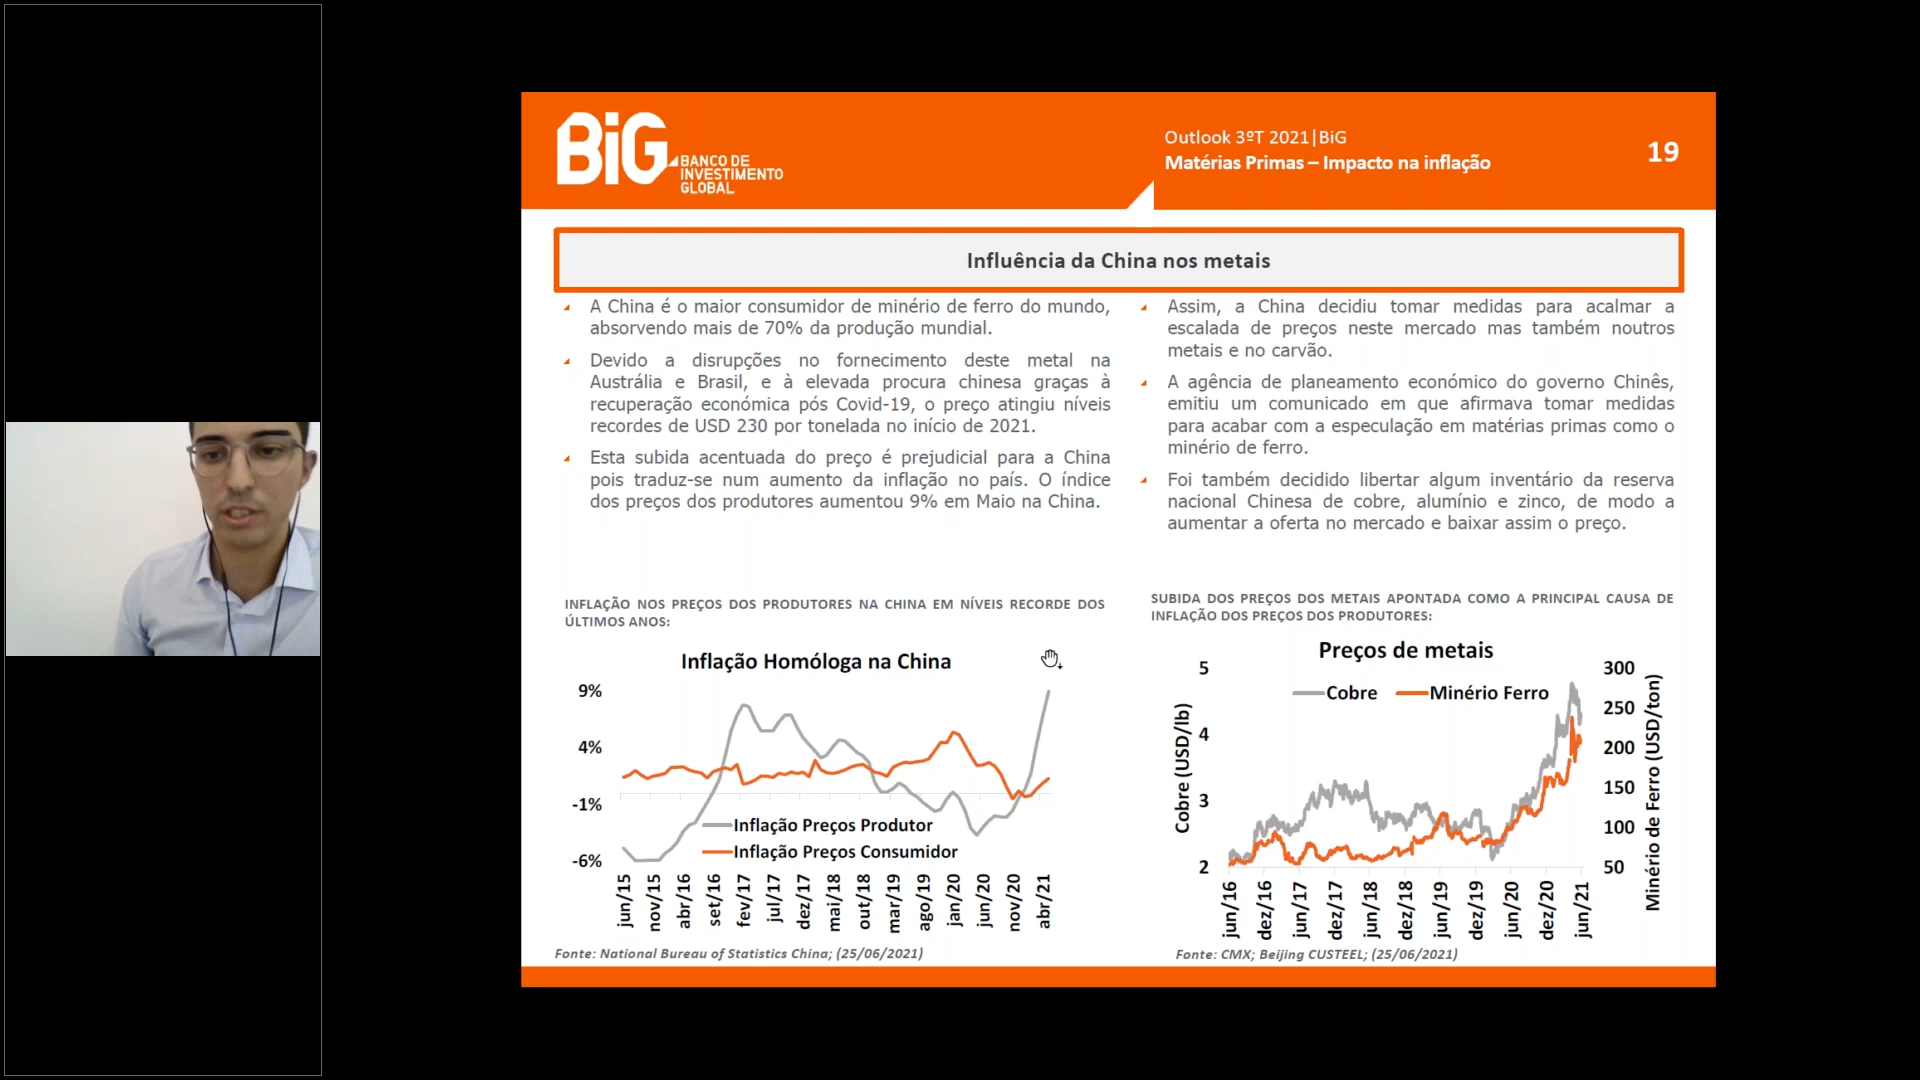 BiG
BANCO DE
INVESTIMENTO
GLOBAL
Outlook 3ºT 2021|BiG
Matérias Primas – Impacto na inflação
19
Influência da China nos metais
A China é o maior consumidor de minério de ferro do mundo,
absorvendo mais de 70% da produção mundial.
Devido a disrupções no fornecimento deste metal na
Austrália e Brasil, e à elevada procura chinesa graças à
recuperação económica pós Covid-19, o preço atingiu níveis
recordes de USD 230 por tonelada no início de 2021.
Esta subida acentuada do preço é prejudicial para a China
pois traduz-se num aumento da inflação no país. O índice
dos preços dos produtores aumentou 9% em Maio na China.
Assim, a China decidiu tomar medidas para acalmar a
escalada de preços neste mercado mas também noutros
metais e no carvão.
A agência de planeamento económico do governo Chinês,
emitiu um comunicado em que afirmava tomar medidas
para acabar com a especulação em matérias primas como o
minério de ferro.
Foi também decidido libertar algum inventário da reserva
nacional Chinesa de cobre, alumínio e zinco, de modo a
aumentar a oferta no mercado e baixar assim o preço.
INFLAÇÃO NOS PREÇOS DOS PRODUTORES NA CHINA EM NÍVEIS RECORDE DOS
ÚLTIMOS ANOS:
Inflação Homóloga na China
9%
4%
-1%
-6%
Inflação Preços Produtor
Inflação Preços Consumidor
jun/15
nov/15
abr/16
set/16
fev/17
jul/17
dez/17
mai/18
out/18
mar/19
ago/19
jan/20
jun/20
nov/20
abr/21
Fonte: National Bureau of Statistics China; (25/06/2021)
SUBIDA DOS PREÇOS DOS METAIS APONTADA COMO A PRINCIPAL CAUSA DE
INFLAÇÃO DOS PREÇOS DOS PRODUTORES:
Preços de metais
Cobre
Minério Ferro
Cobre (USD/lb)
5
4
3
2
300
250
200
150
100
50
Minério de Ferro (USD/ton)
jun/16
dez/16
jun/17
dez/17
jun/18
dez/18
jun/19
dez/19
jun/20
dez/20
jun/21
Fonte: CMX; Beijing CUSTEEL; (25/06/2021)